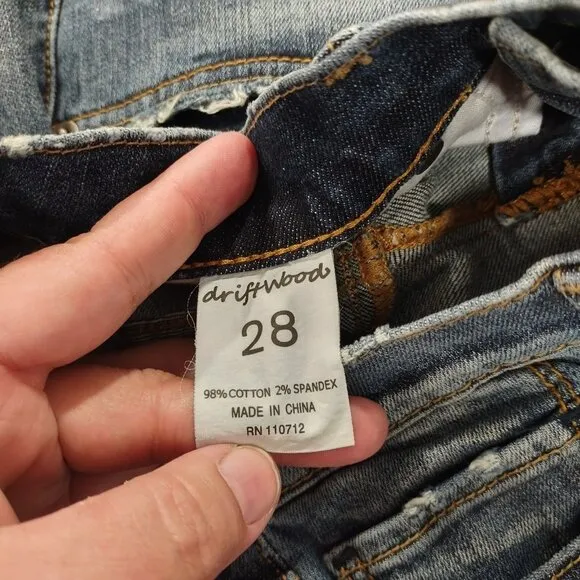 driftwood
28
98% COTTON 2% SPANDEX
MADE IN CHINA
RN 110712